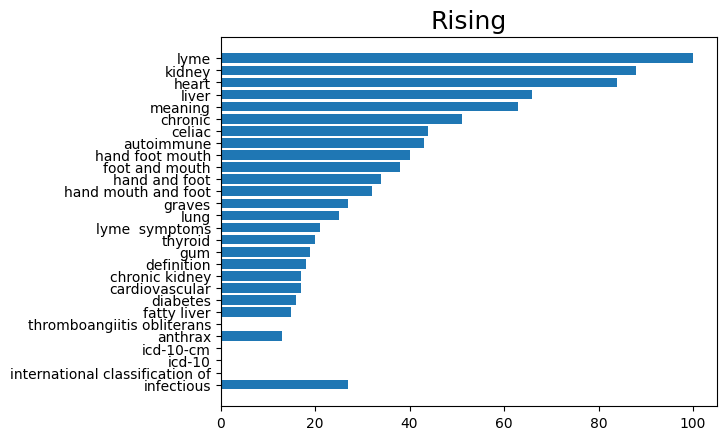 Rising
lyme
kidney
heart
liver
meaning
chronic
celiac
autoimmune
hand foot mouth
foot and mouth
hand and foot
hand mouth and foot
graves
lung
lyme  symptoms
thyroid
gum
definition
chronic kidney
cardiovascular
diabetes
fatty liver
thromboangiitis obliterans
anthrax
icd-10-cm
icd-10
international classification of
infectious
0 20 40 60 80 100